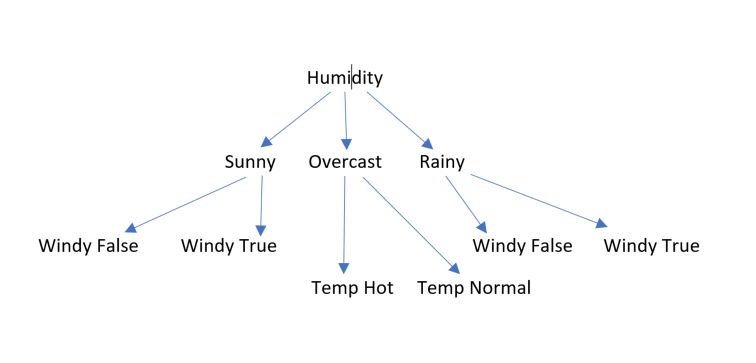 Humidity
Sunny Overcast Rainy
Windy False Windy True Windy False Windy True
Temp Hot Temp Normal